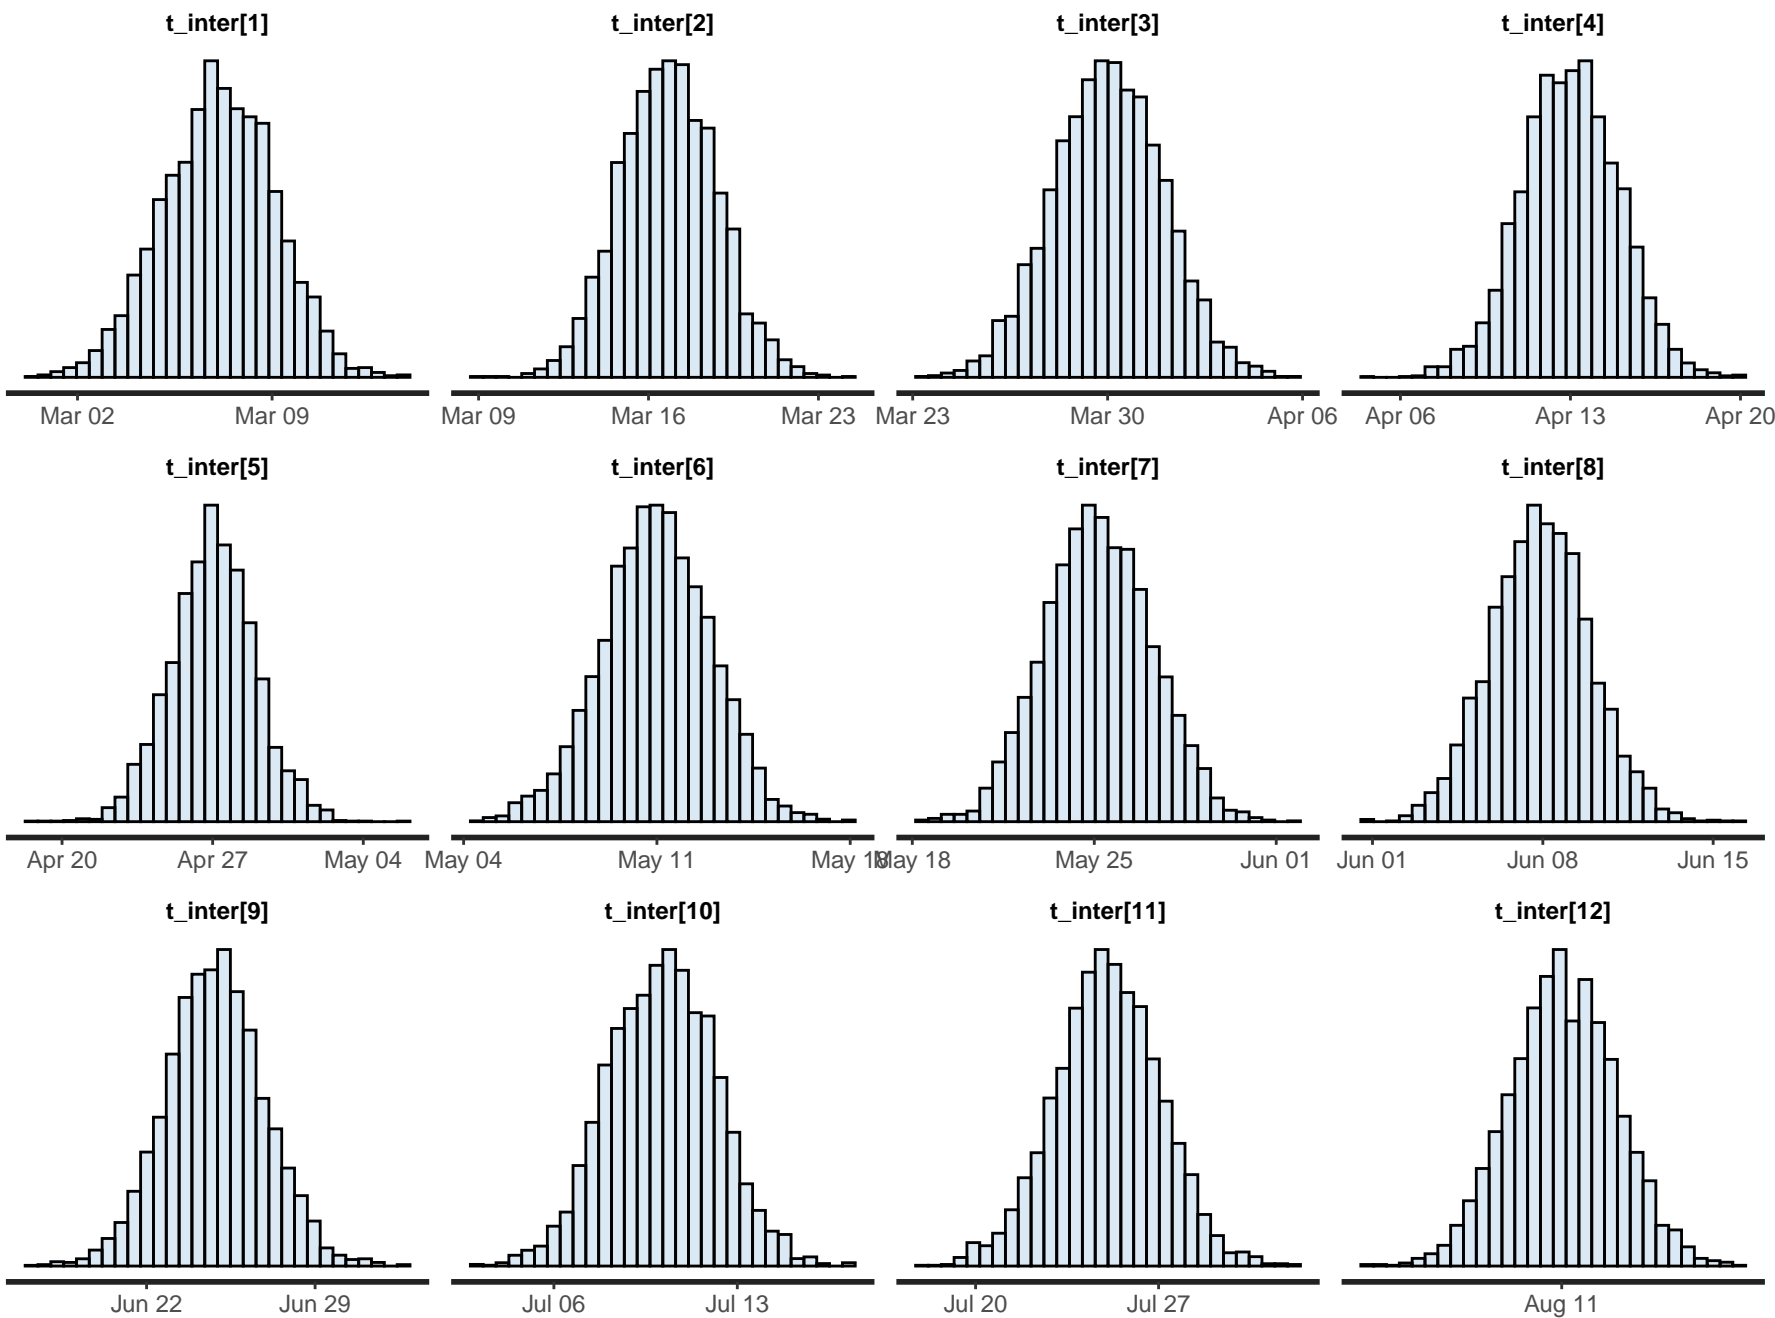 t_inter[1] t_inter[2] t_inter[3] t_inter[4]
Mar 02 Mar 09 Mar 09 Mar 16 Mar 23 Mar 23 Mar 30 Apr 06 Apr 06 Apr 13 Apr 20
t_inter[5] t_inter[6] t_inter[7] t_inter[8]
Apr 20 Apr 27 May 04 May 04 May 11 May 18 May 18 May 25 Jun 01 Jun 01 Jun 08 Jun 15
t_inter[9] t_inter[10] t_inter[11] t_inter[12]
Jun 22 Jun 29 Jul 06 Jul 13 Jul 20 Jul 27 Aug 11